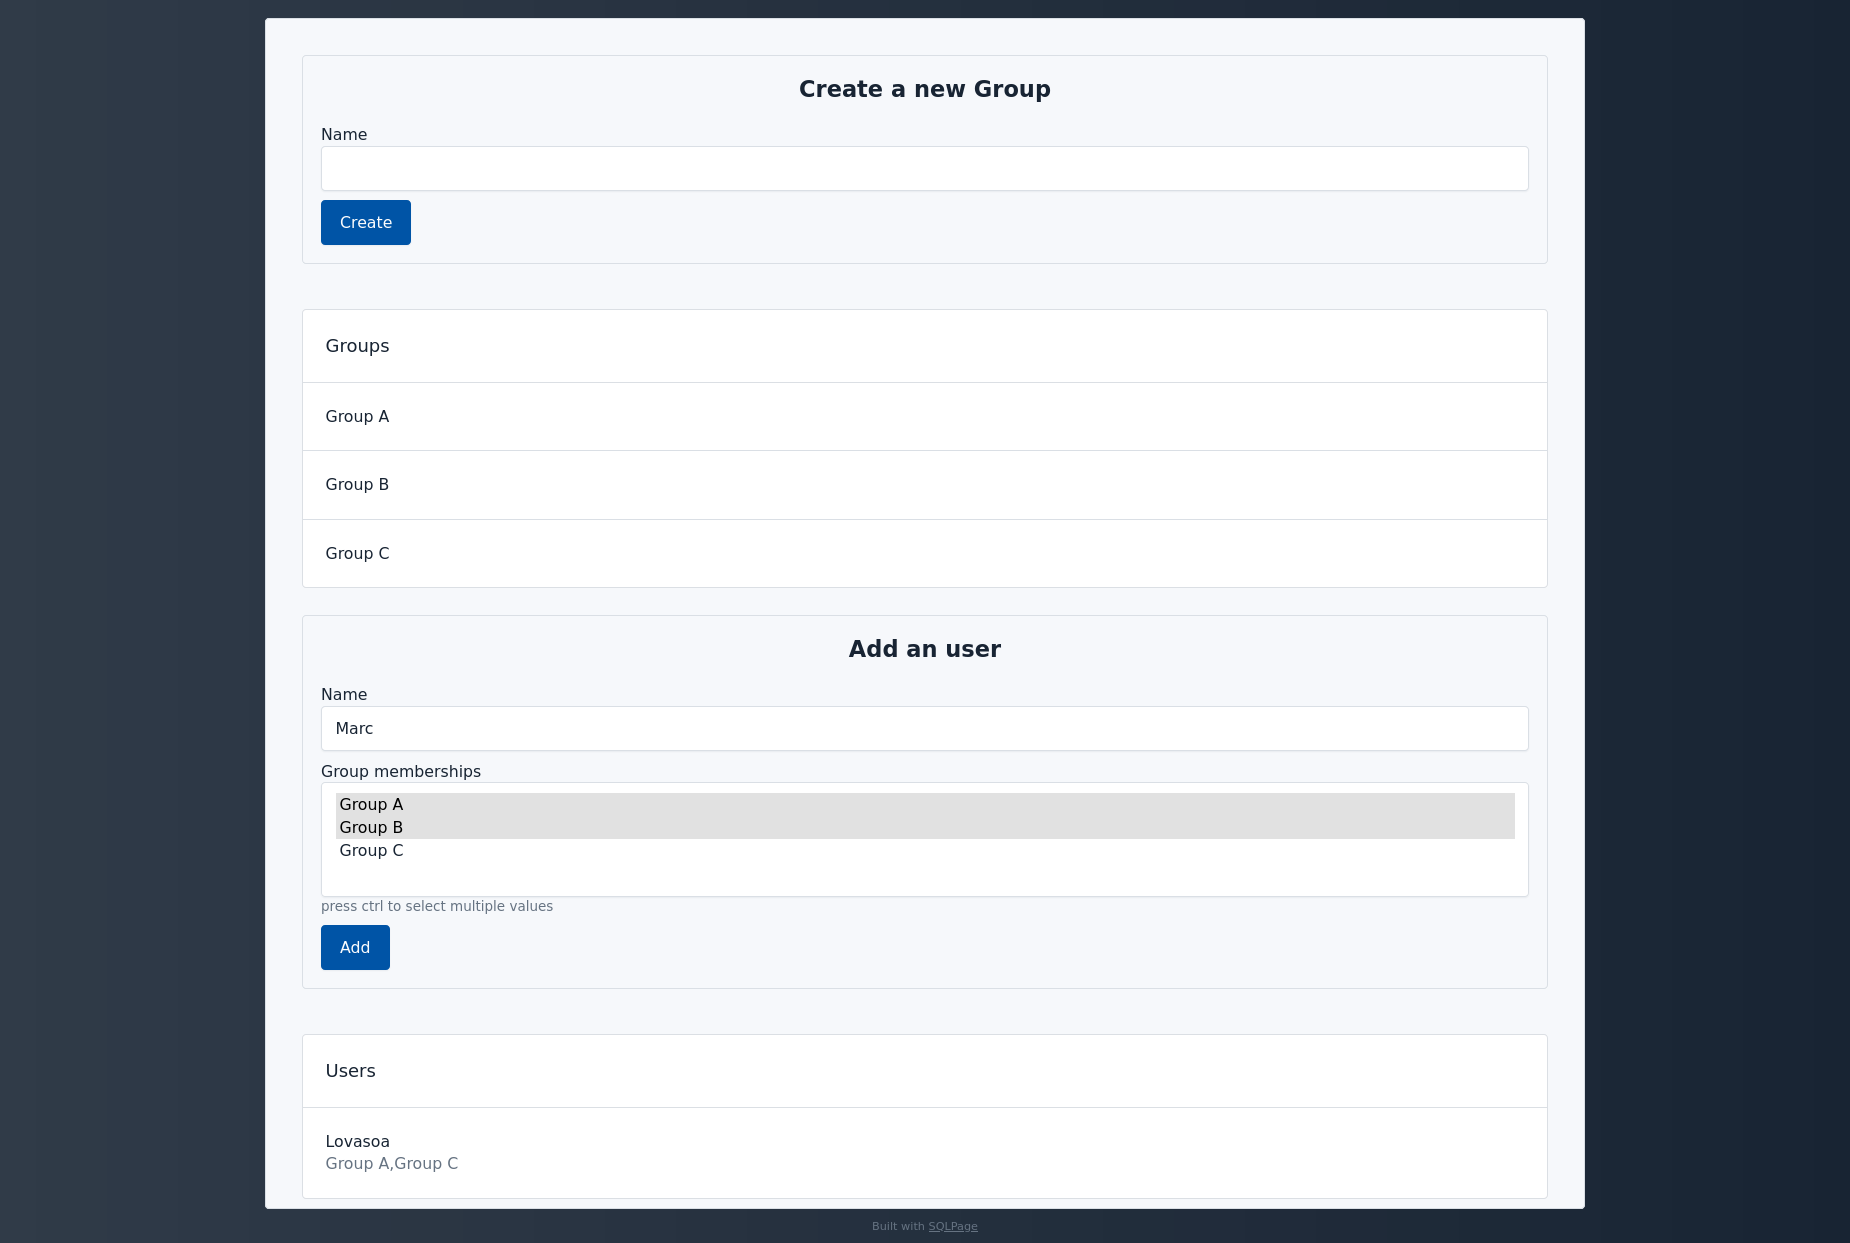 Create a new Group
Name
Create
Groups
Group A
Group B
Group C
Add an user
Name
Marc
Group memberships
Group A
Group B
Group C
press ctrl to select multiple values
Add
Users
Lovasoa
Group A,Group C
Built with SQLPage